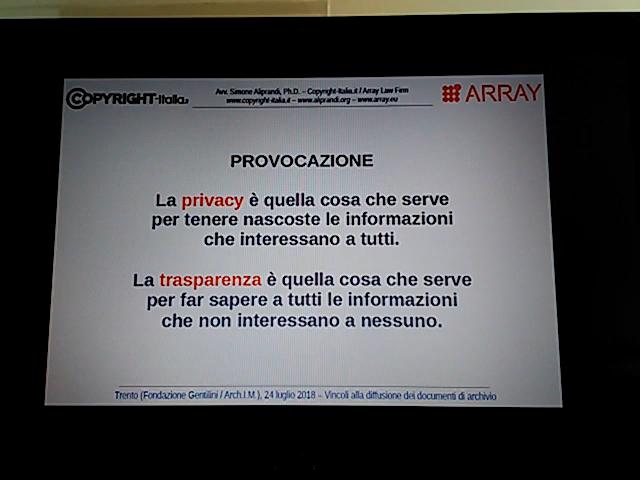 COPYRIGHT-Italia.it
Avv. Simone Aliprandi, Ph.D. – Copyright-Italia.it / Array Law Firm
www.copyright-italia.it – www.aliprandi.org – www.array.eu
ARRAY
PROVOCAZIONE
La privacy è quella cosa che serve
per tenere nascoste le informazioni
che interessano a tutti.
La trasparenza è quella cosa che serve
per far sapere a tutti le informazioni
che non interessano a nessuno.
Trento (Fondazione Gentilini / Arch.I.M.), 24 luglio 2018 – Vincoli alla diffusione dei documenti di archivio